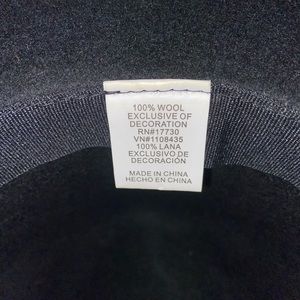 100% WOOL
EXCLUSIVE OF
DECORATION
RN#17730
VN#1108435
100% LANA
EXCLUSIVO DE
DECORACIÓN
MADE IN CHINA
HECHO EN CHINA